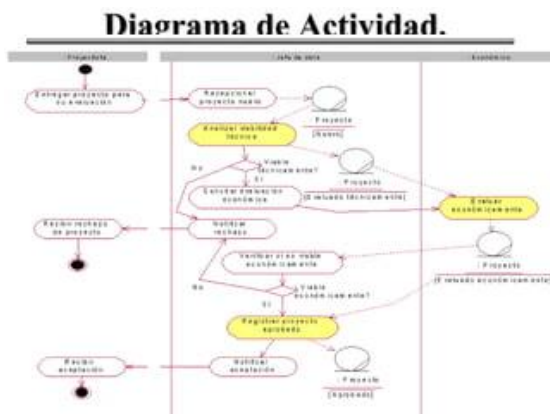 Diagrama de Actividad.
: Proyectista
: Jefe de obra
: Económico
Entregar proyecto para
su evaluación
Recepcionar
proyecto nuevo
: Proyecto
[Nuevo]
Analizar viabilidad
técnica
No
Viable
técnicamente?
Si
: Proyecto
[Evaluado técnicamente]
Solicitar evaluación
económica
Evaluar
económicamente
Recibir rechazo
de proyecto
Notificar
rechazo
: Proyecto
[Evaluado económicamente]
Verificar si es viable
económicamente
No
Viable
económicamente?
Si
Registrar proyecto
aprobado
Recibir
aceptación
Notificar
aceptación
: Proyecto
[Aprobado]